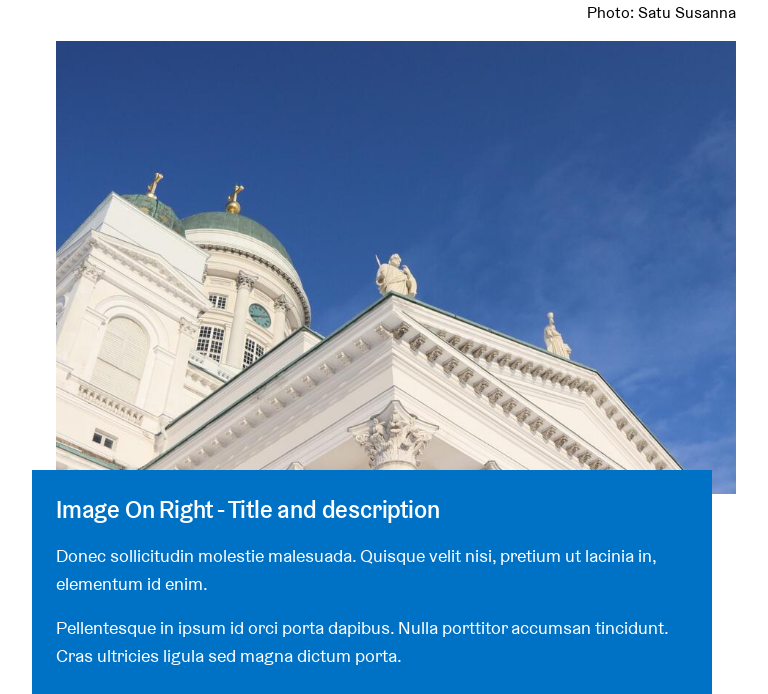 Photo: Satu Susanna
Image On Right - Title and description
Donec sollicitudin molestie malesuada. Quisque velit nisi, pretium ut lacinia in,
elementum id enim.
Pellentesque in ipsum id orci porta dapibus. Nulla porttitor accumsan tincidunt.
Cras ultricies ligula sed magna dictum porta.